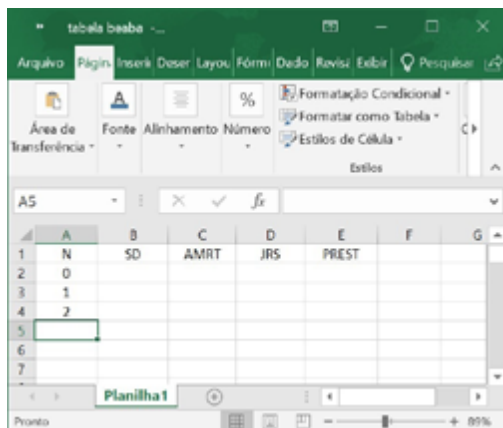 tabela beaba -...
Arquivo Págin Inserir Deser Layou Fórmu Dado Revisã Exibir Pesquisar
Área de Transferência
Fonte
Alinhamento
Número
%
Formatação Condicional
Formatar como Tabela
Estilos de Célula
Estilos
A5
fx
A B C D E F G
1 N SD AMRT JRS PREST
2 0
3 1
4 2
5
6
7
Planilha1
Pronto
89%